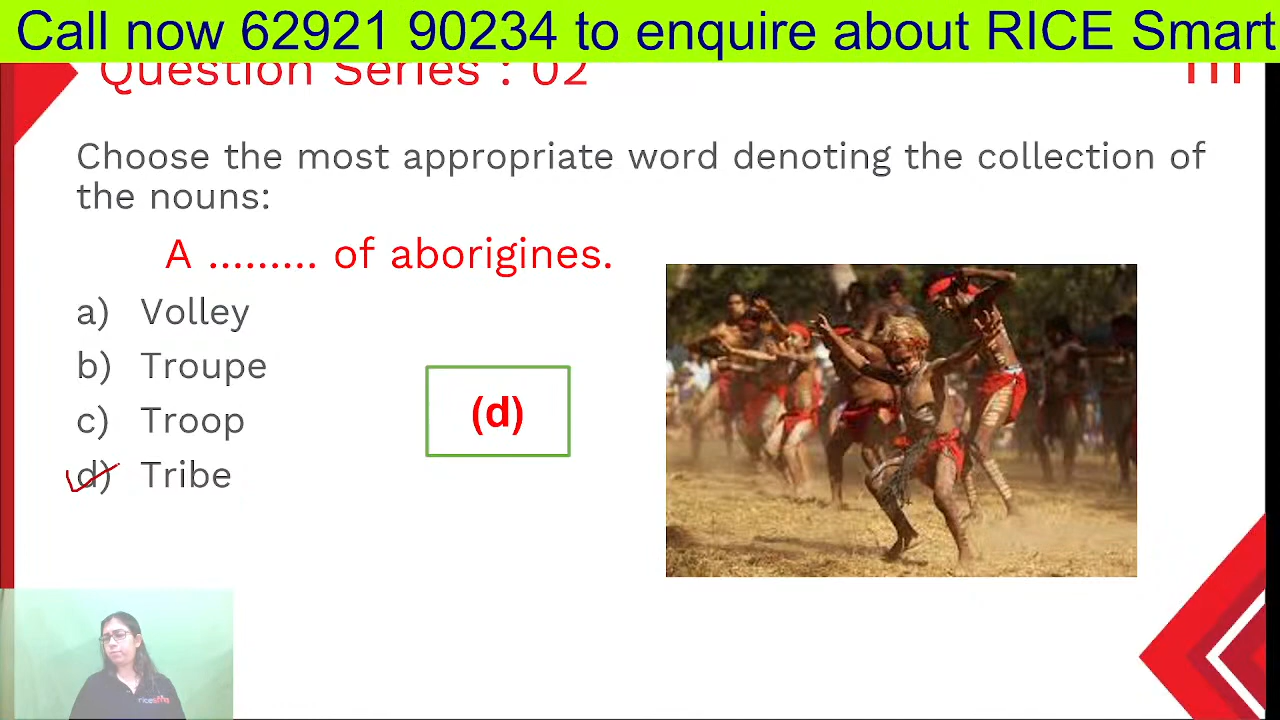 Call now 62921 90234 to enquire about RICE Smart
Question Series : 02
Choose the most appropriate word denoting the collection of
the nouns:
A ......... of aborigines.
a) Volley
b) Troupe
c) Troop
d) Tribe
(d)